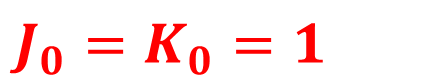 J₀ = K₀ = 1